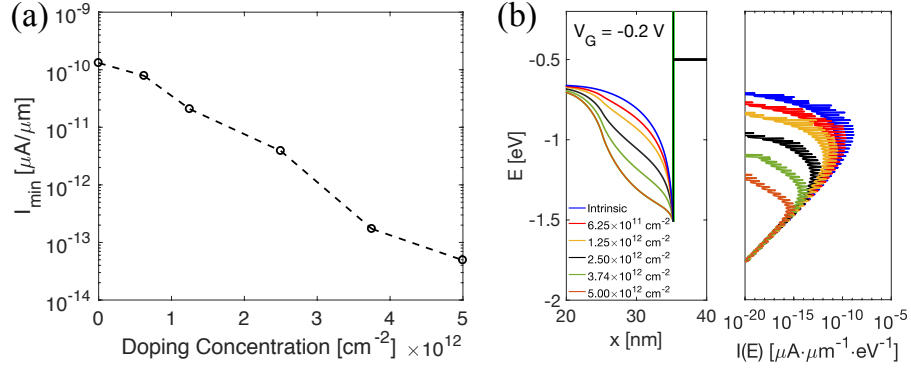 (a)
I_min [μA/μm]
10^-9
10^-10
10^-11
10^-12
10^-13
10^-14
0 1 2 3 4 5
Doping Concentration [cm^-2] ×10^12
(b)
V_G = -0.2 V
E [eV]
-0.5
-1
-1.5
-2
Intrinsic
6.25×10^11 cm^-2
1.25×10^12 cm^-2
2.50×10^12 cm^-2
3.74×10^12 cm^-2
5.00×10^12 cm^-2
20 30 40
x [nm]
10^-20 10^-15 10^-10 10^-5
I(E) [μA·μm^-1·eV^-1]